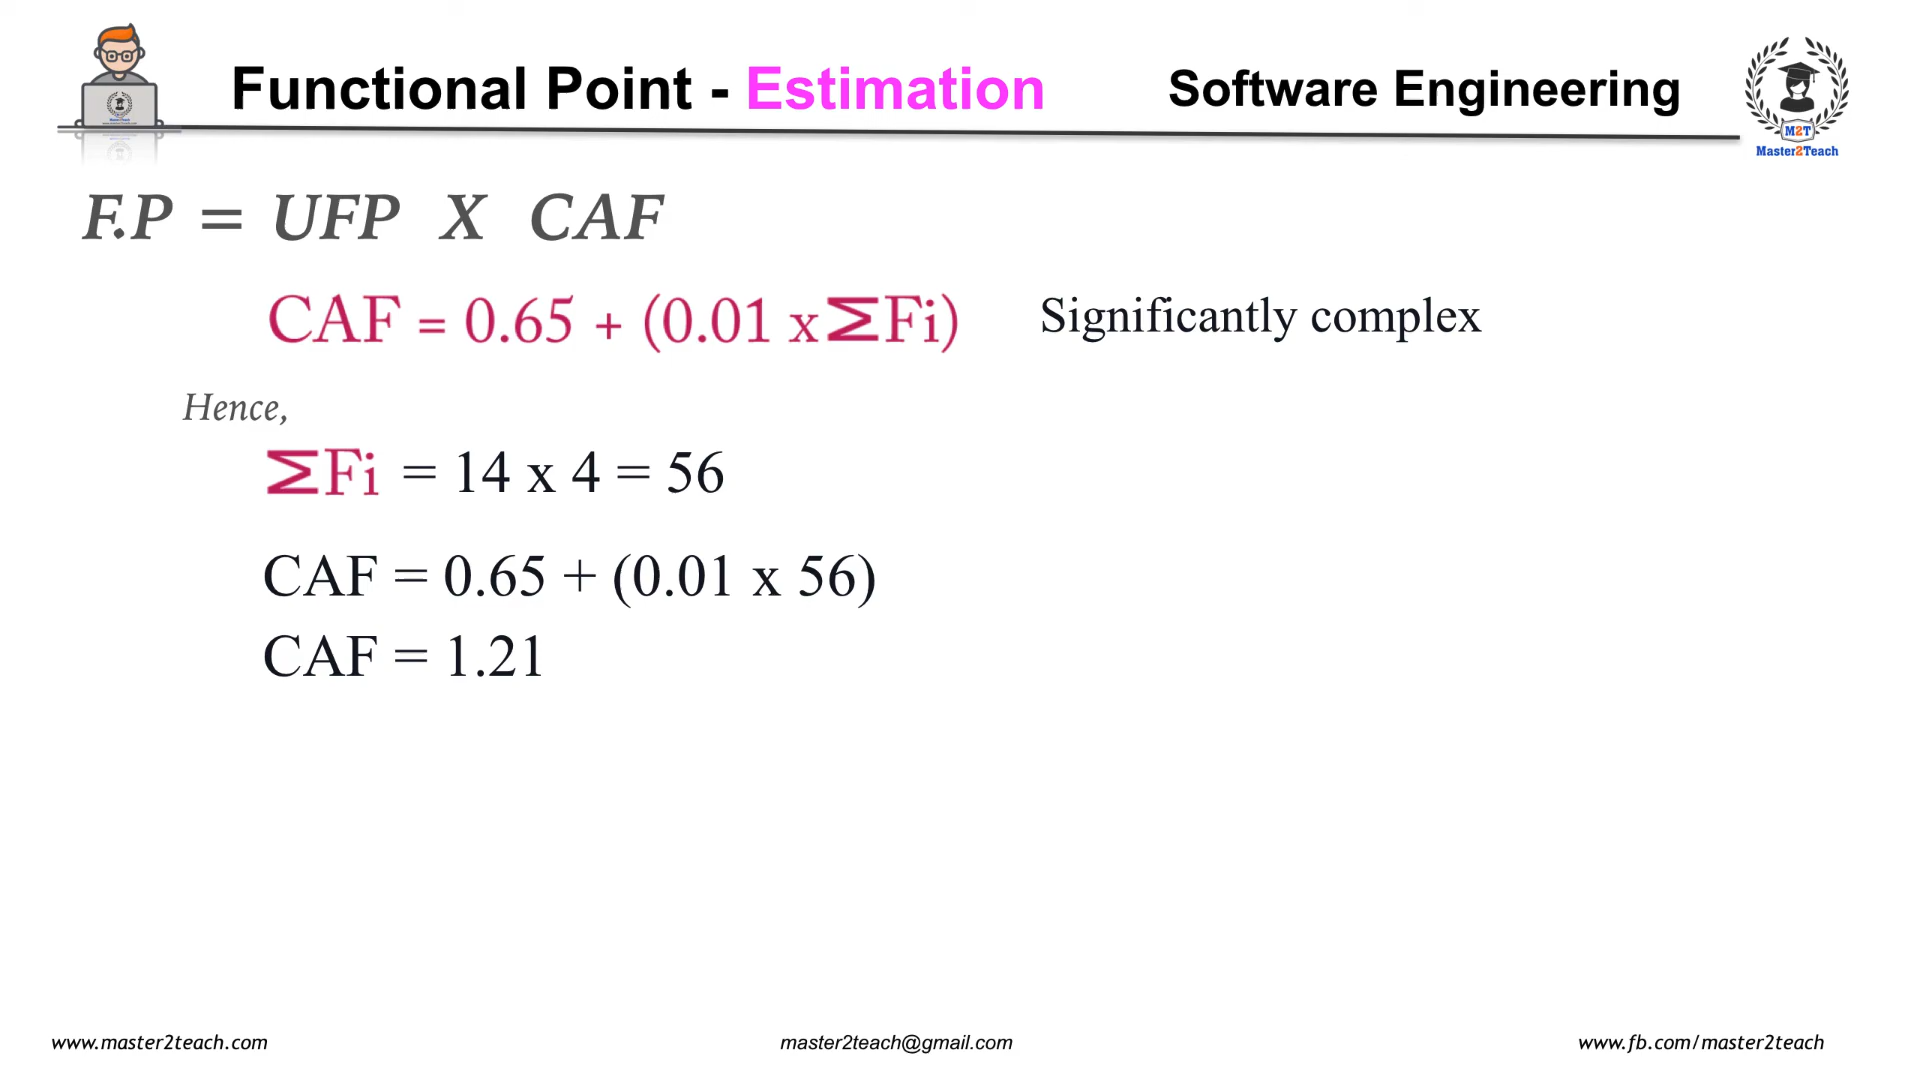 Functional Point - Estimation
Software Engineering
M2T
Master2Teach
F.P = UFP X CAF
CAF = 0.65 + (0.01 x ΣFi)
Significantly complex
Hence,
ΣFi = 14 x 4 = 56
CAF = 0.65 + (0.01 x 56)
CAF = 1.21
www.master2teach.com
master2teach@gmail.com
www.fb.com/master2teach